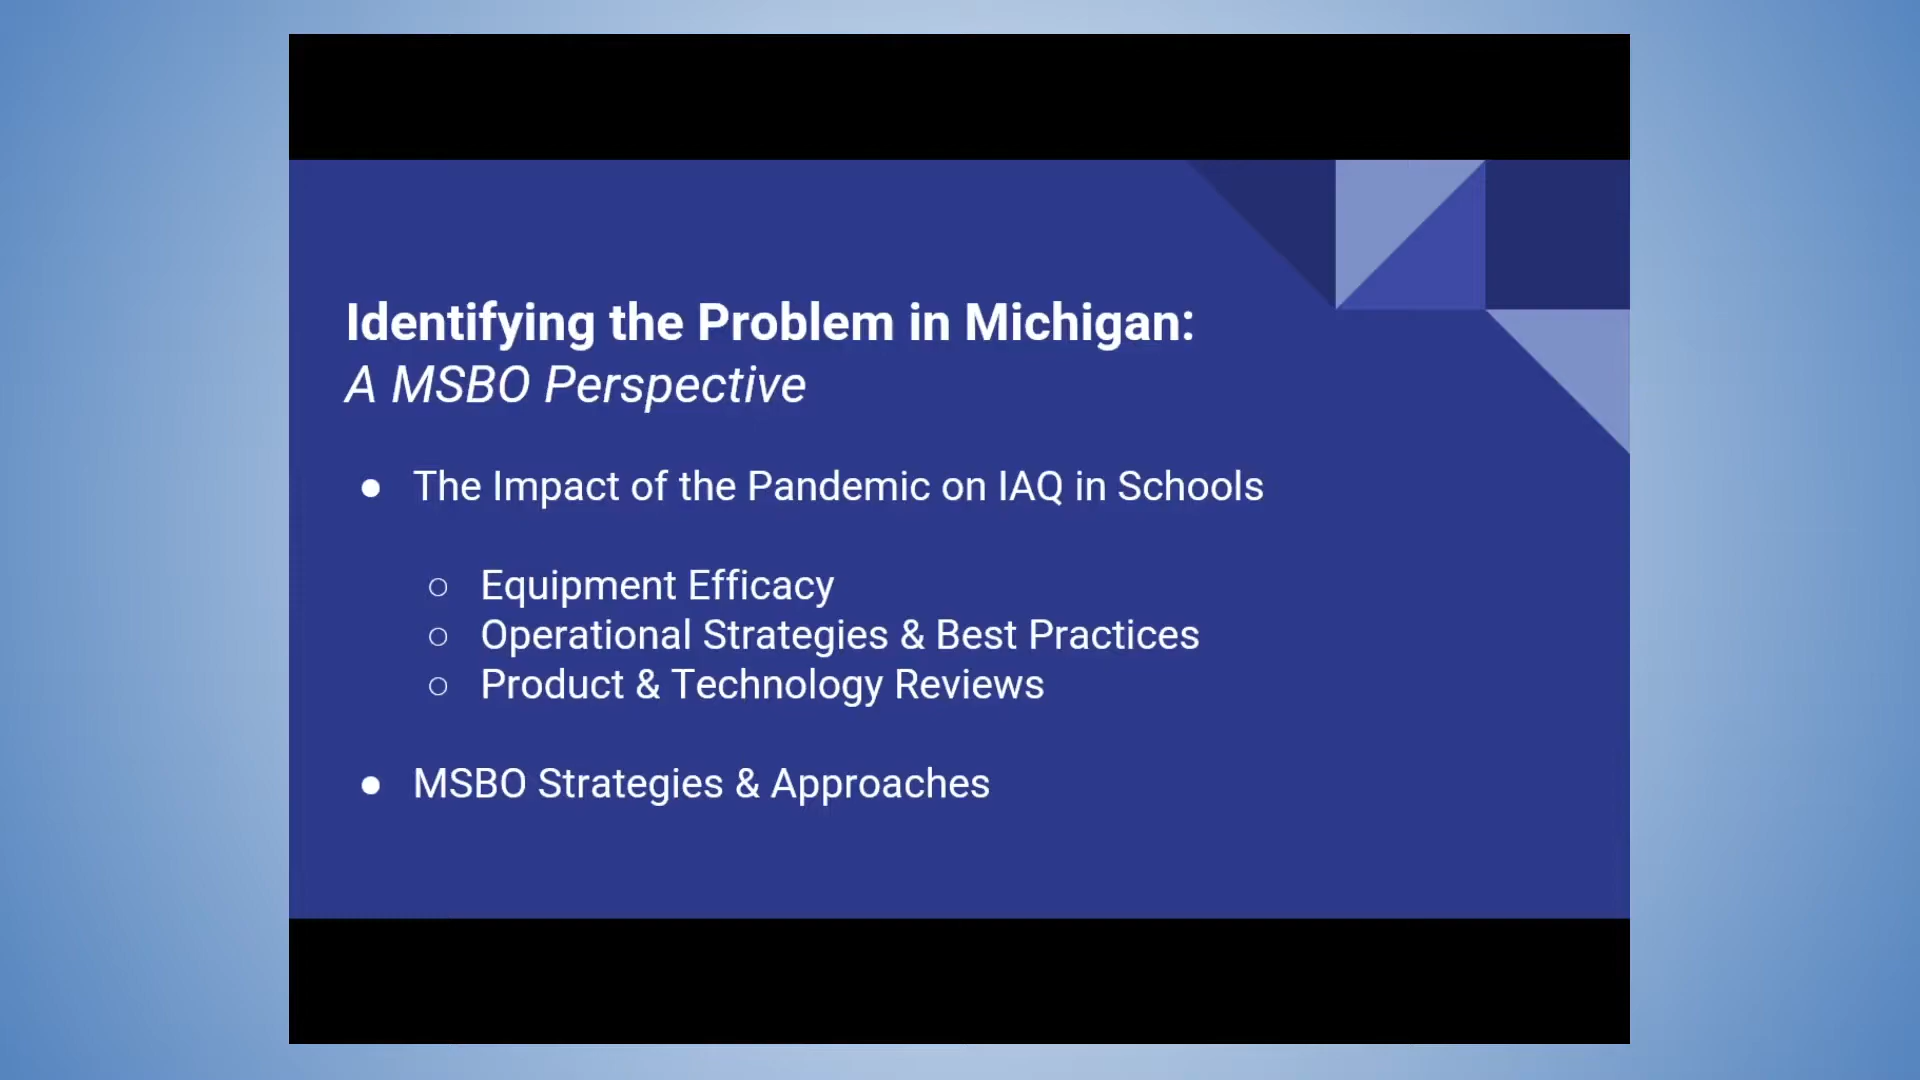 Identifying the Problem in Michigan:
A MSBO Perspective
● The Impact of the Pandemic on IAQ in Schools
○ Equipment Efficacy
○ Operational Strategies & Best Practices
○ Product & Technology Reviews
● MSBO Strategies & Approaches